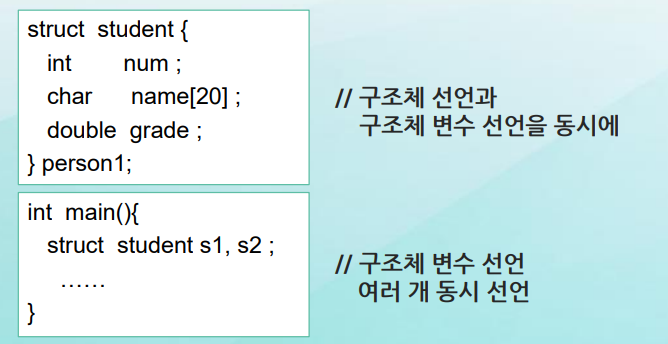 struct student {
int num ;
char name[20] ;
double grade ;
} person1;
// 구조체 선언과
구조체 변수 선언을 동시에
int main(){
struct student s1, s2 ;
......
}
// 구조체 변수 선언
여러 개 동시 선언